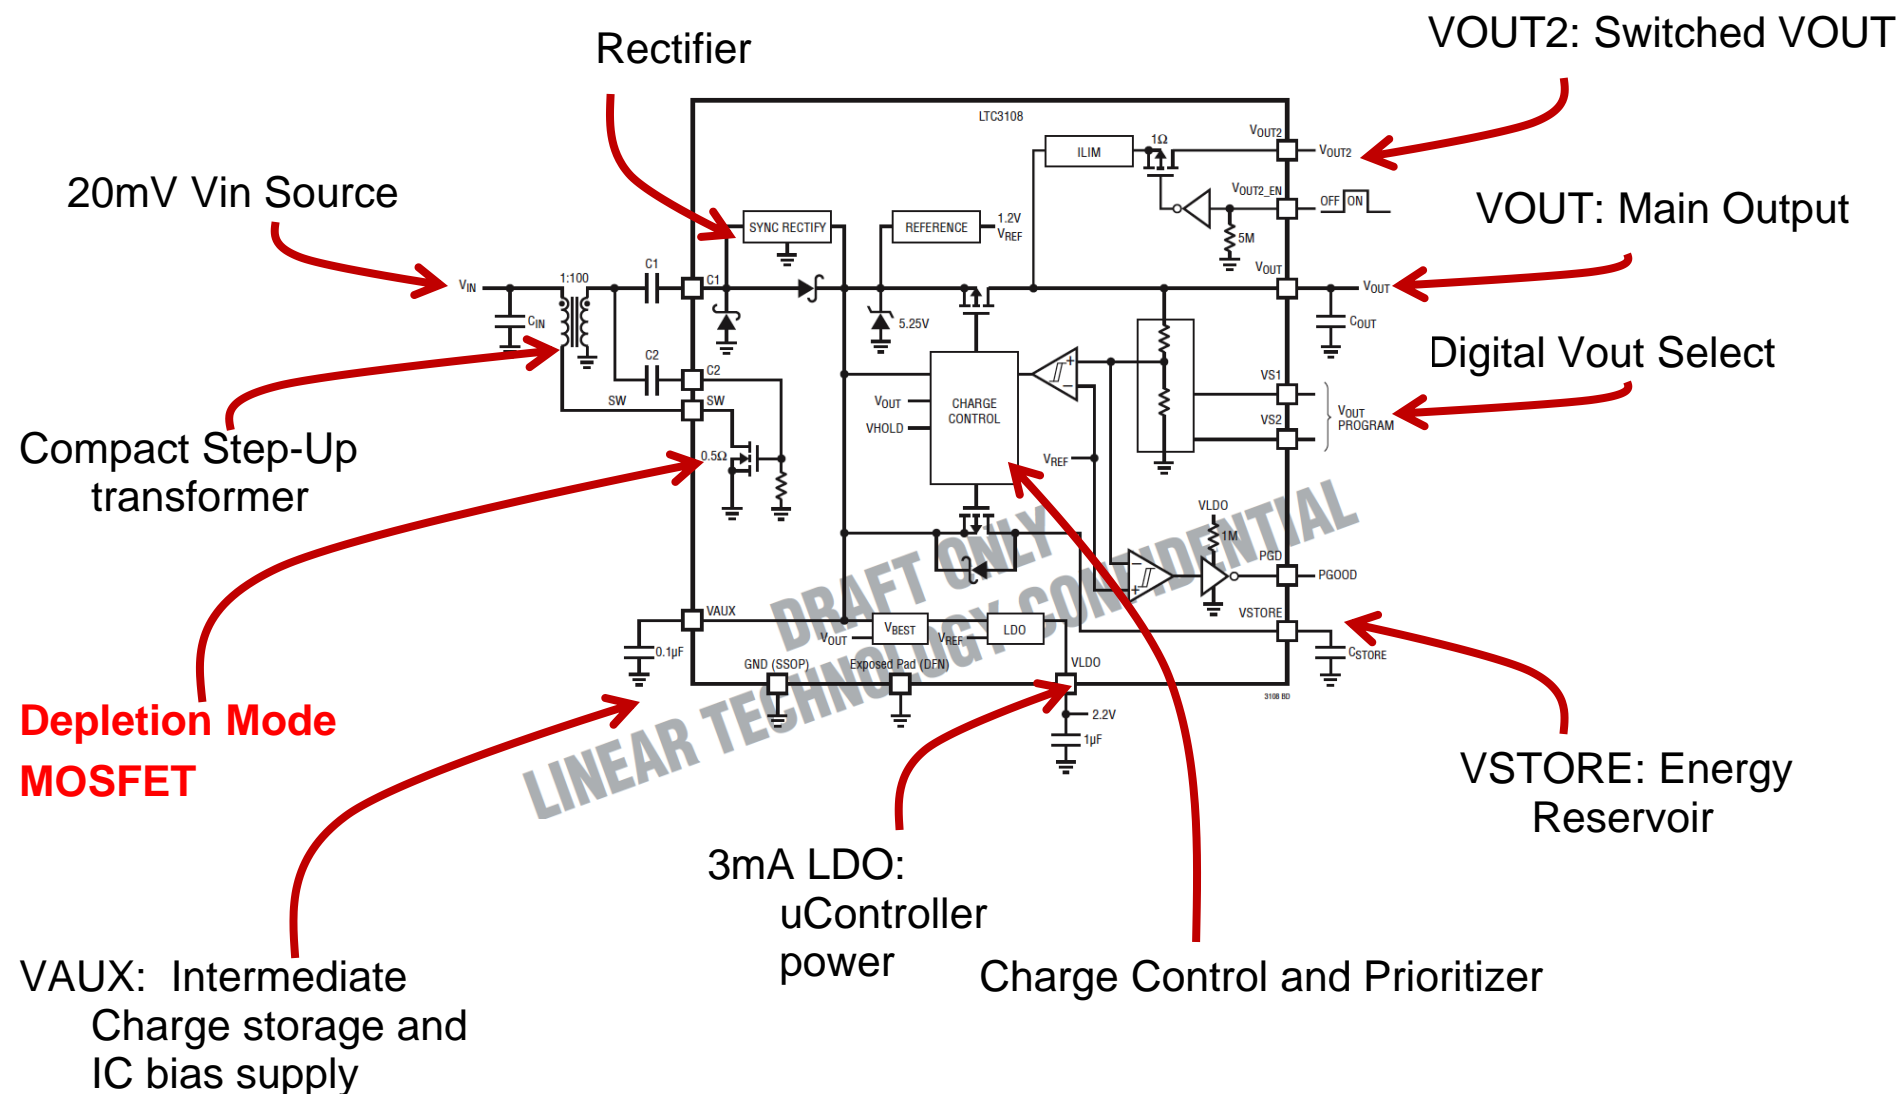 Rectifier
VOUT2: Switched VOUT
LTC3108
VOUT2
1Ω
ILIM
VOUT2
20mV Vin Source
VOUT2_EN
OFF ON
VOUT: Main Output
SYNC RECTIFY
REFERENCE
1.2V
VREF
5M
VOUT
C1
1:100
C1
VIN
VOUT
CIN
5.25V
COUT
Digital Vout Select
C2
C2
VS1
SW
SW
VOUT
CHARGE
CONTROL
VHOLD
VS2
VOUT
PROGRAM
Compact Step-Up
transformer
0.5Ω
VREF
VLDO
1M
PGD
PGOOD
DRAFT ONLY
LINEAR TECHNOLOGY CONFIDENTIAL
VAUX
VSTORE
VOUT
VBEST
VREF
LDO
0.1µF
CSTORE
GND (SSOP)
Exposed Pad (DFN)
VLDO
3108 BD
2.2V
1µF
Depletion Mode
MOSFET
VSTORE: Energy
Reservoir
3mA LDO:
uController
power
Charge Control and Prioritizer
VAUX: Intermediate
Charge storage and
IC bias supply